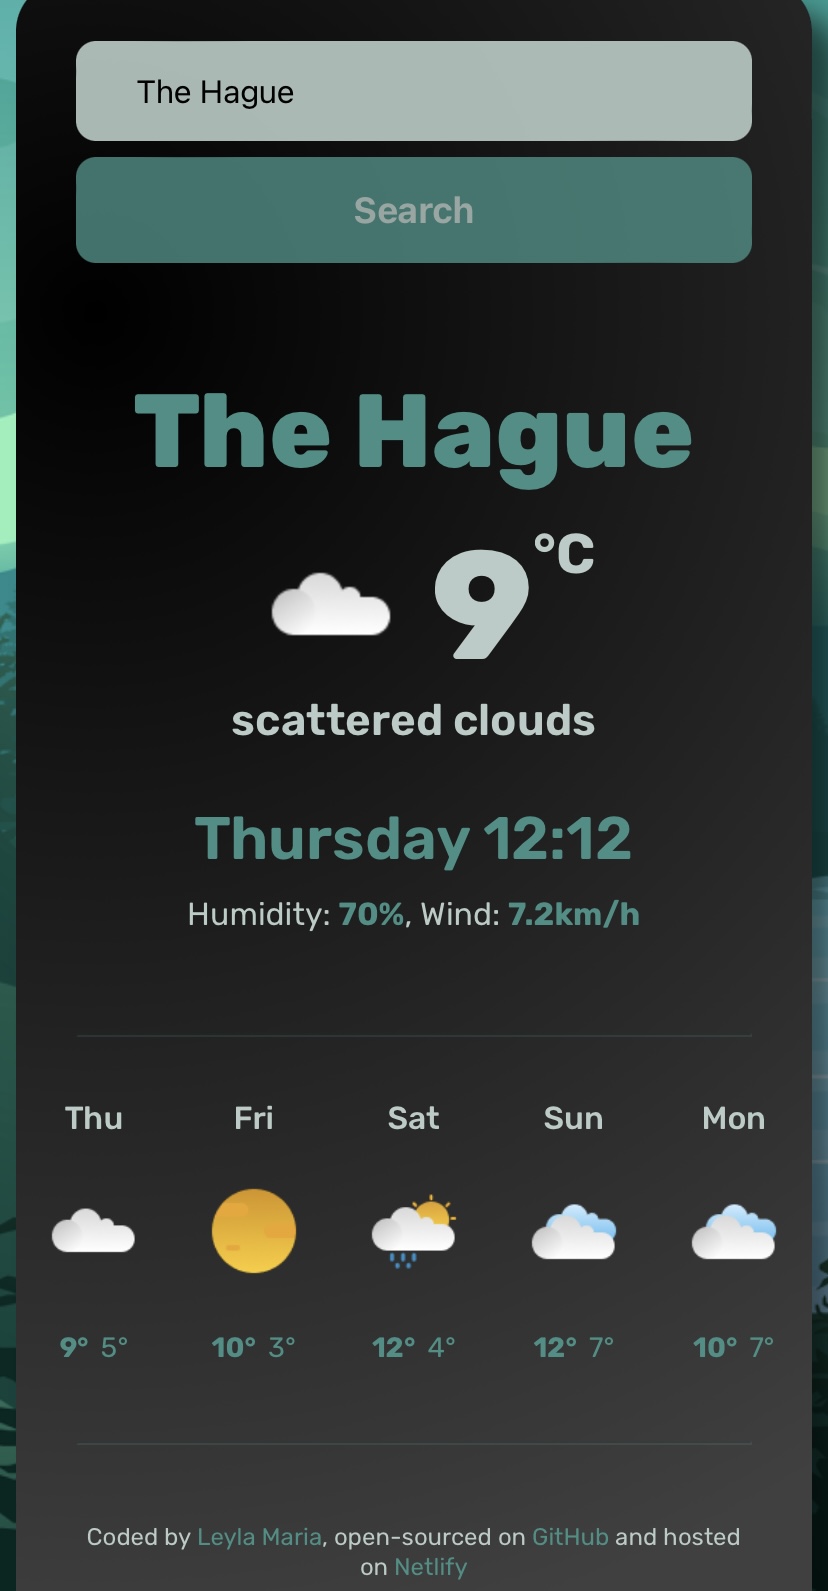 The Hague
Search
The Hague
9°C
scattered clouds
Thursday 12:12
Humidity: 70%, Wind: 7.2km/h
Thu Fri Sat Sun Mon
9° 5° 10° 3° 12° 4° 12° 7° 10° 7°
Coded by Leyla Maria, open-sourced on GitHub and hosted
on Netlify